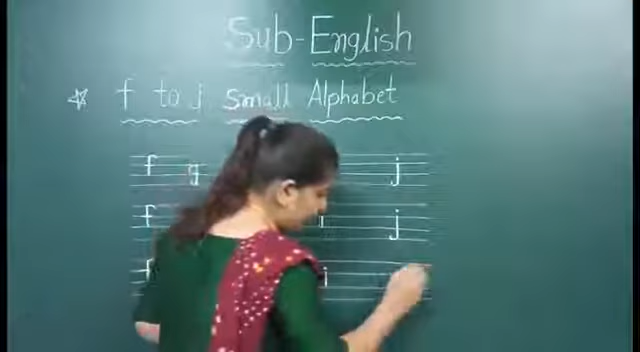 Sub-English
☆ f to j Small Alphabet
f g j
f i j
f i